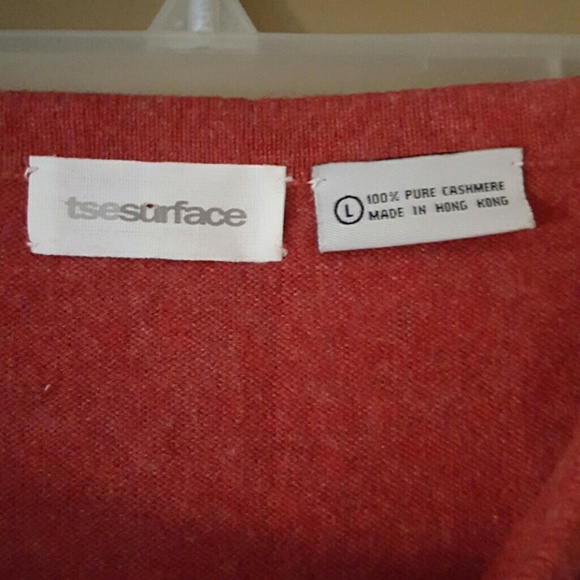 tsesurface
L
100% PURE CASHMERE
MADE IN HONG KONG